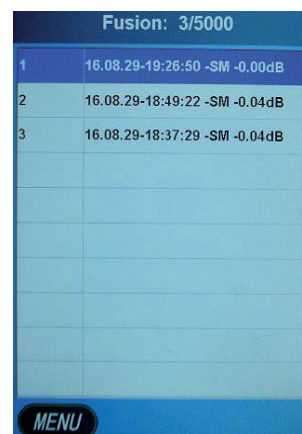 Fusion: 3/5000
1 16.08.29-19:26:50 -SM -0.00dB
2 16.08.29-18:49:22 -SM -0.04dB
3 16.08.29-18:37:29 -SM -0.04dB
MENU